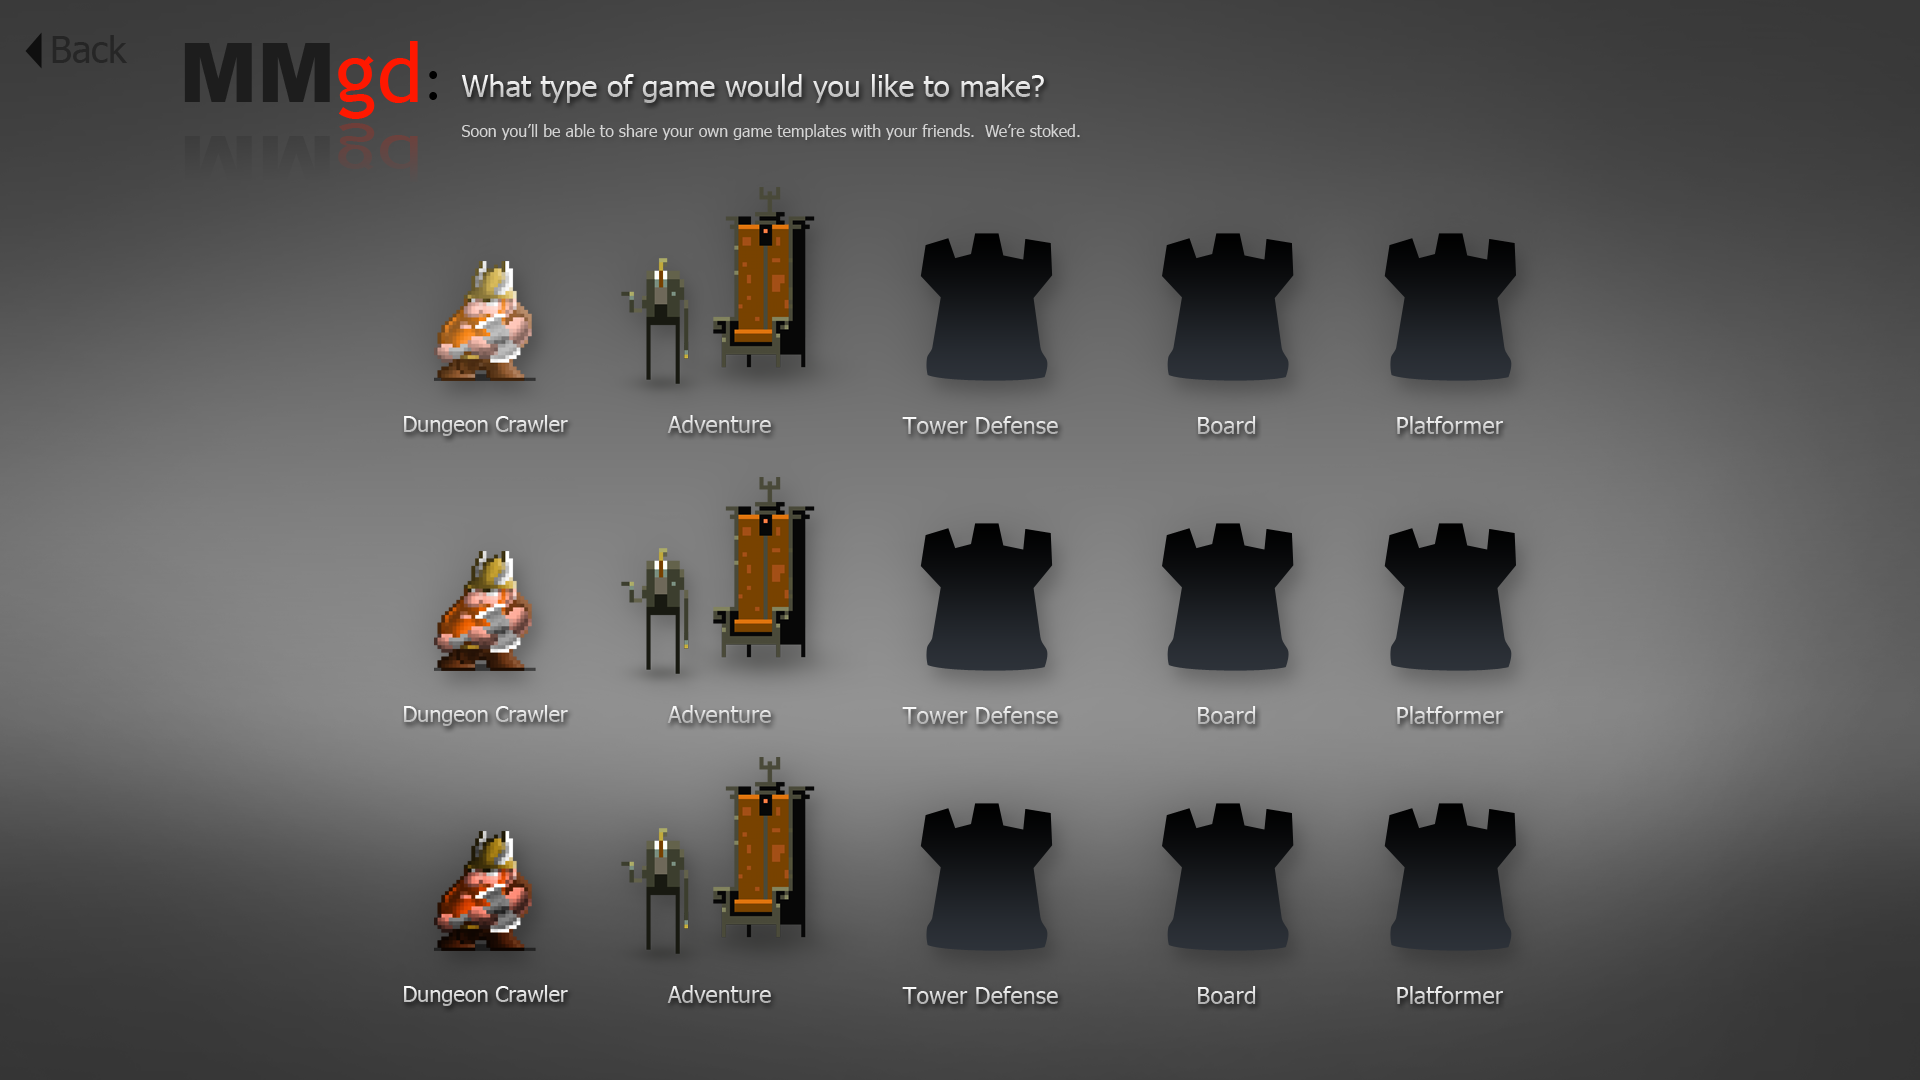 Back
MMgd:
What type of game would you like to make?
Soon you'll be able to share your own game templates with your friends.  We're stoked.
Dungeon Crawler Adventure Tower Defense Board Platformer
Dungeon Crawler Adventure Tower Defense Board Platformer
Dungeon Crawler Adventure Tower Defense Board Platformer